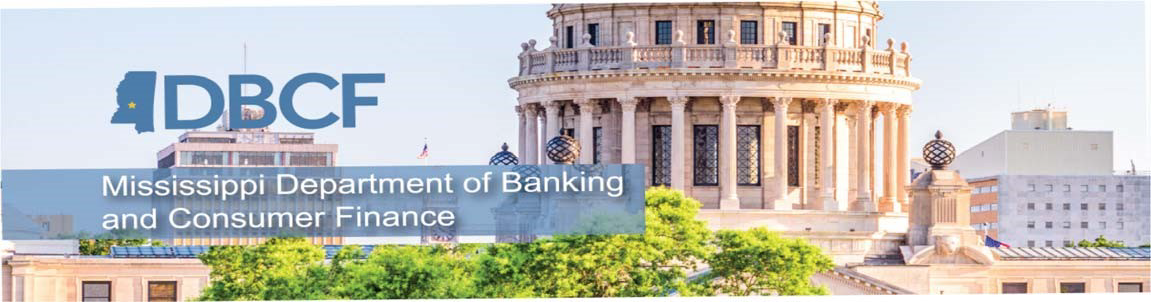 DBCF
Mississippi Department of Banking
and Consumer Finance